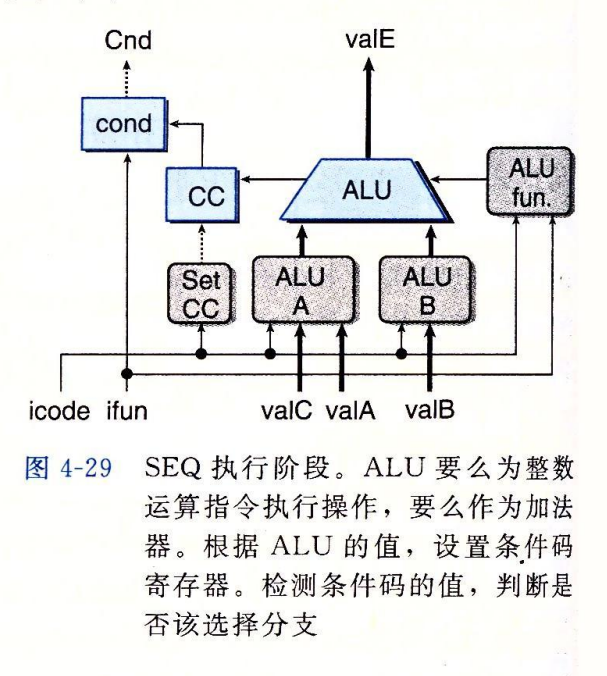 Cnd valE
cond
ALU
fun.
CC ALU
Set
CC
ALU
A
ALU
B
icode ifun valC valA valB
图 4-29 SEQ 执行阶段。ALU 要么为整数
运算指令执行操作，要么作为加法
器。根据 ALU 的值，设置条件码
寄存器。检测条件码的值，判断是
否该选择分支